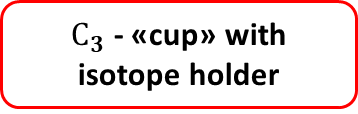 C₃ - «cup» with
isotope holder